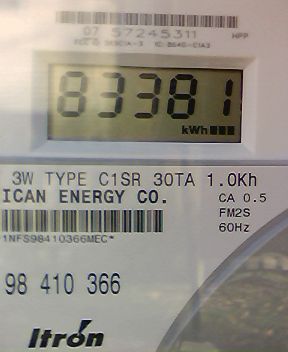 07 57245311 HPP
83381
kWh
3W TYPE C1SR 30TA 1.0Kh
ICAN ENERGY CO. CA 0.5
FM2S
60Hz
1NFS98410366MEC*
98 410 366
Itron